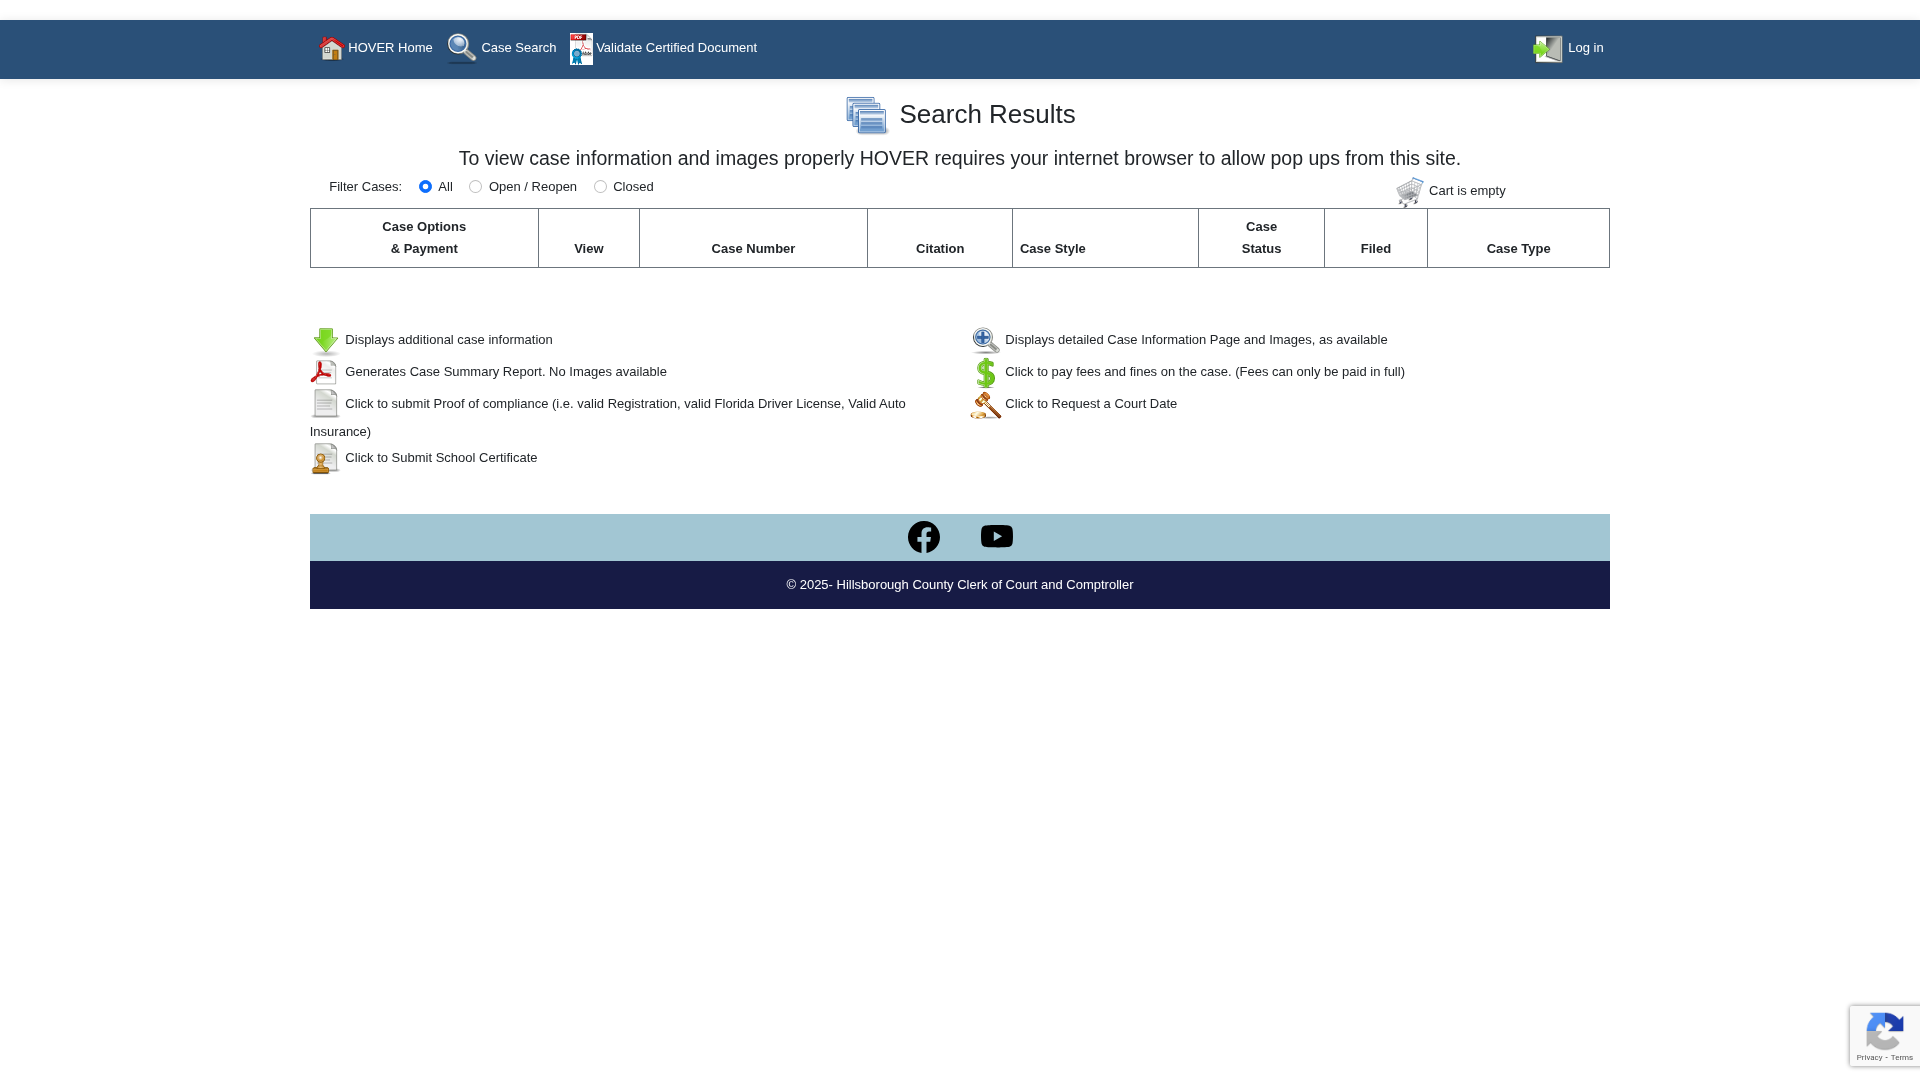 HOVER Home Case Search Validate Certified Document Log in
Search Results
To view case information and images properly HOVER requires your internet browser to allow pop ups from this site.
Filter Cases: All Open / Reopen Closed
Cart is empty
Case Options & Payment
View
Case Number
Citation
Case Style
Case Status
Filed
Case Type
Displays additional case information
Generates Case Summary Report. No Images available
Click to submit Proof of compliance (i.e. valid Registration, valid Florida Driver License, Valid Auto
Insurance)
Click to Submit School Certificate
Displays detailed Case Information Page and Images, as available
Click to pay fees and fines on the case. (Fees can only be paid in full)
Click to Request a Court Date
© 2025- Hillsborough County Clerk of Court and Comptroller
Privacy - Terms